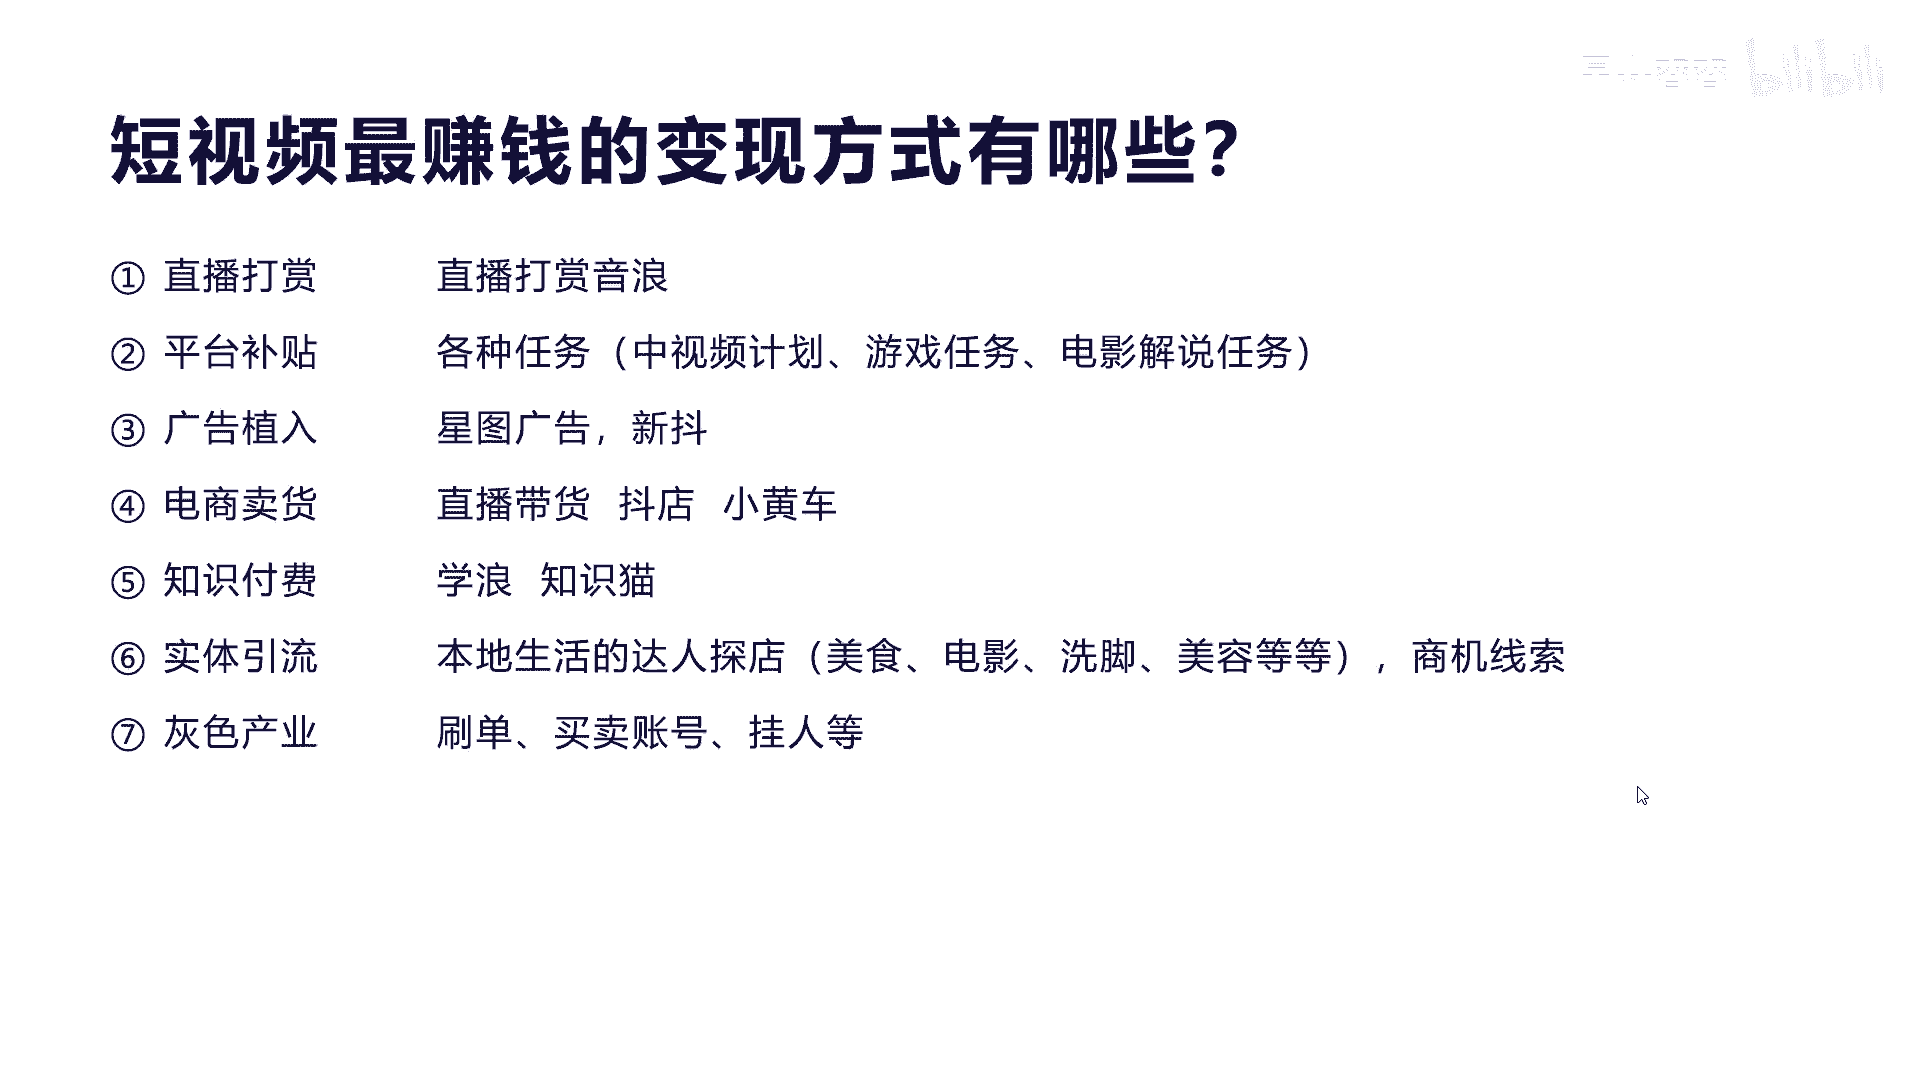 bilibili
短视频最赚钱的变现方式有哪些？
① 直播打赏 直播打赏音浪
② 平台补贴 各种任务（中视频计划、游戏任务、电影解说任务）
③ 广告植入 星图广告，新抖
④ 电商卖货 直播带货 抖店 小黄车
⑤ 知识付费 学浪 知识猫
⑥ 实体引流 本地生活的达人探店（美食、电影、洗脚、美容等等），商机线索
⑦ 灰色产业 刷单、买卖账号、挂人等